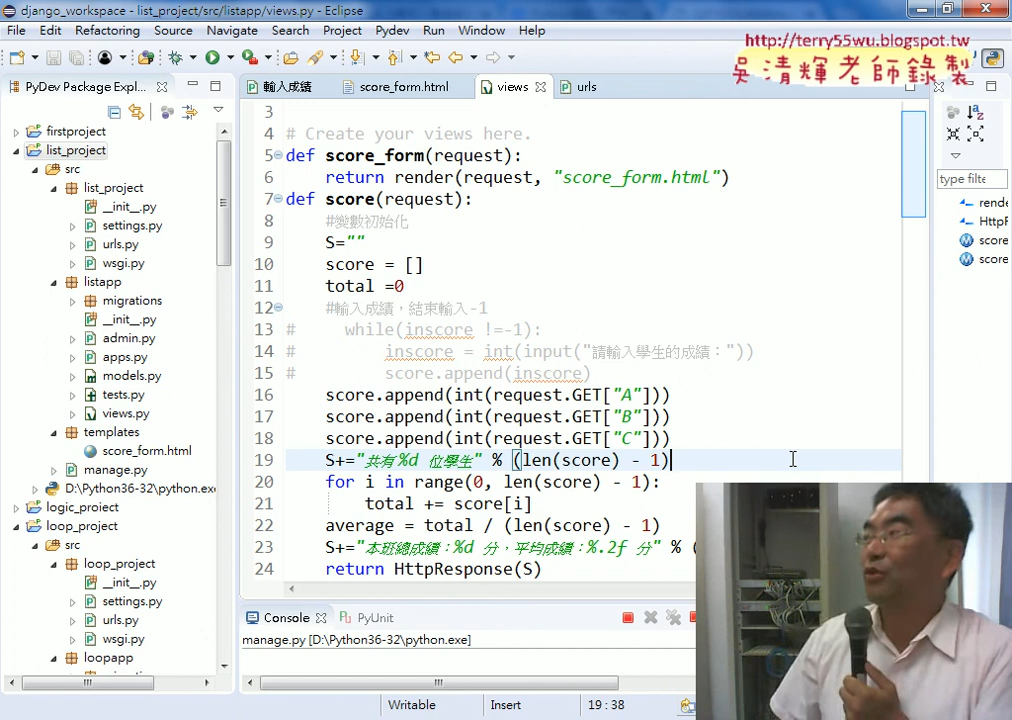 django_workspace - list_project/src/listapp/views.py - Eclipse
File Edit Refactoring Source Navigate Search Project Pydev Run Window Help
http://terry55wu.blogspot.tw
吳清輝老師錄製
PyDev Package Expl...
輸入成績 score_form.html views urls
firstproject
list_project
src
list_project
__init__.py
settings.py
urls.py
wsgi.py
listapp
migrations
__init__.py
admin.py
apps.py
models.py
tests.py
views.py
templates
score_form.html
manage.py
D:\Python36-32\python.exe
logic_project
loop_project
src
loop_project
__init__.py
settings.py
urls.py
wsgi.py
loopapp
3
4 # Create your views here.
5 def score_form(request):
6 return render(request, "score_form.html")
7 def score(request):
8 #變數初始化
9 S=""
10 score = []
11 total =0
12 #輸入成績，結束輸入-1
13 # while(inscore !=-1):
14 # inscore = int(input("請輸入學生的成績："))
15 # score.append(inscore)
16 score.append(int(request.GET["A"]))
17 score.append(int(request.GET["B"]))
18 score.append(int(request.GET["C"]))
19 S+="共有%d 位學生" % (len(score) - 1)
20 for i in range(0, len(score) - 1):
21 total += score[i]
22 average = total / (len(score) - 1)
23 S+="本班總成績：%d 分，平均成績：%.2f 分" % (
24 return HttpResponse(S)
type filter
rende
HttpF
score
score
Console PyUnit
manage.py [D:\Python36-32\python.exe]
Writable Insert 19 : 38